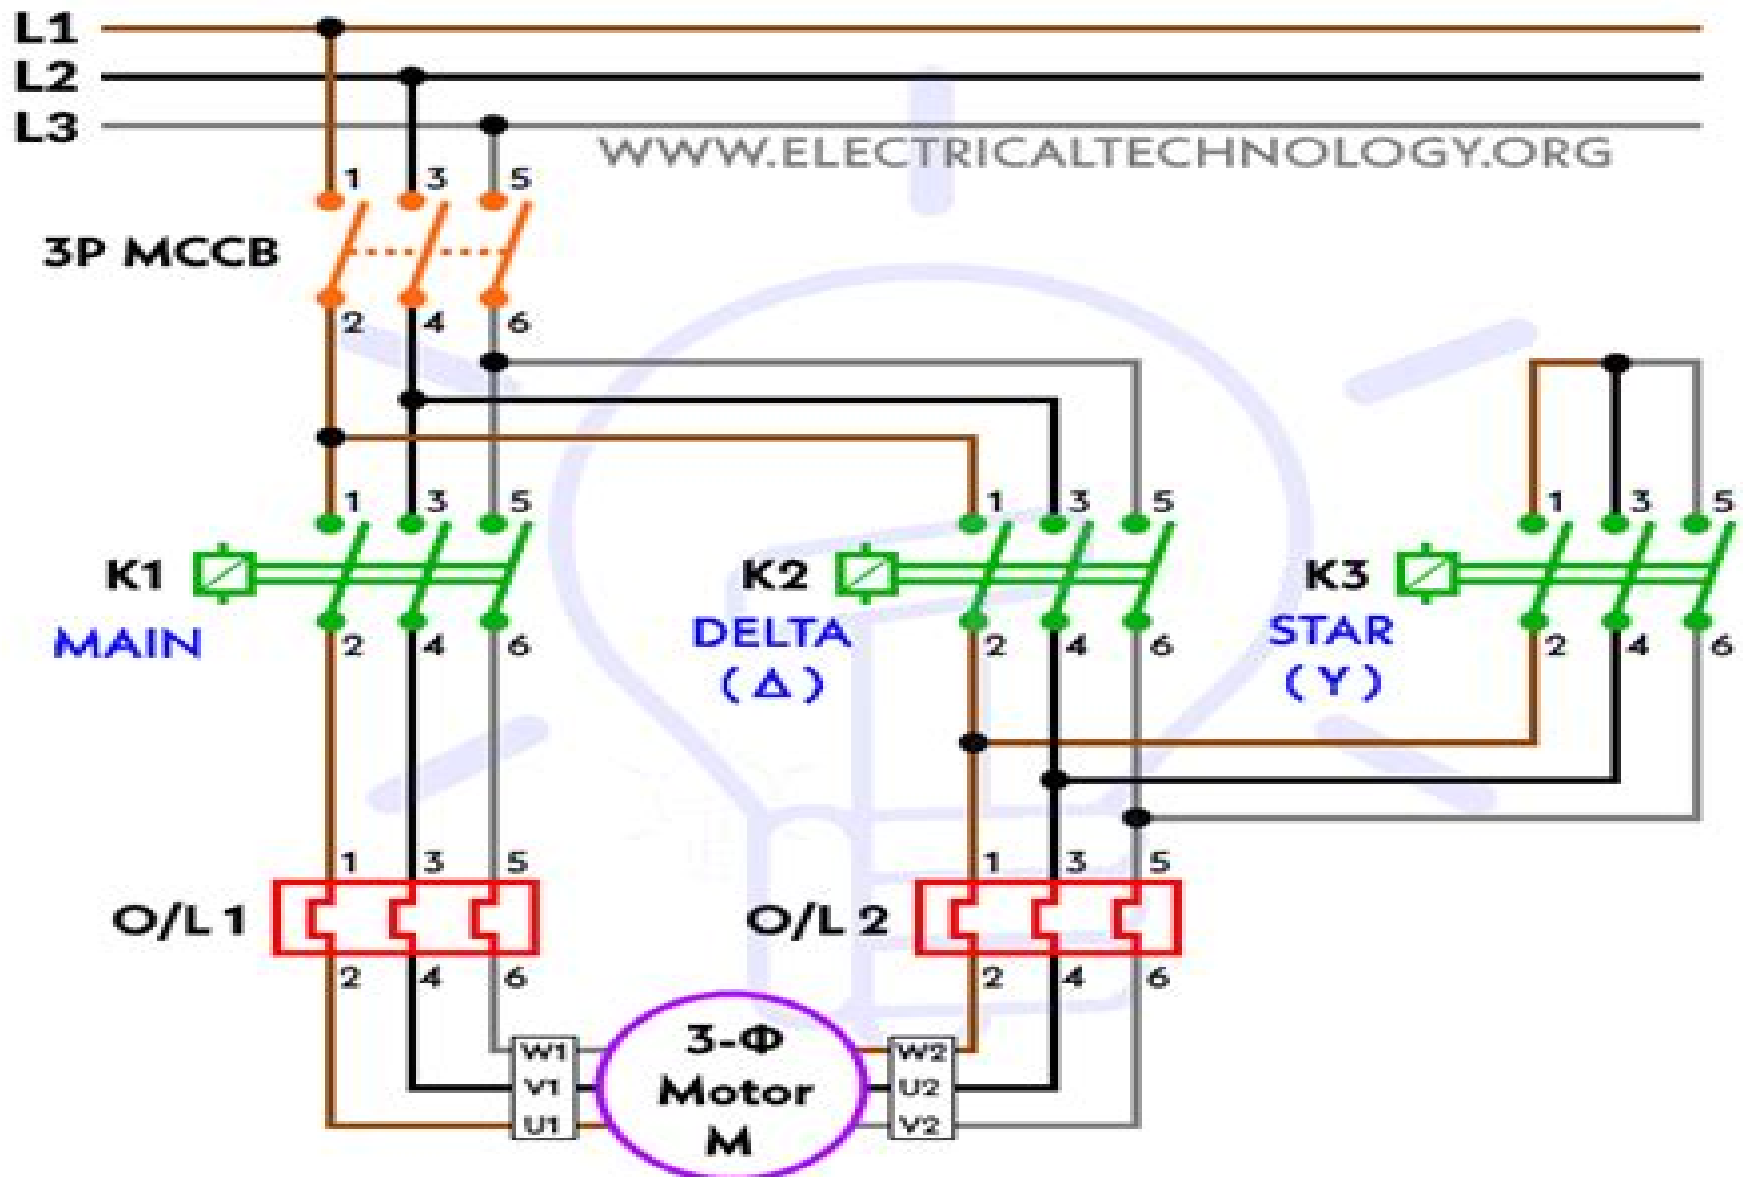 L1
L2
L3
WWW.ELECTRICALTECHNOLOGY.ORG
1 3 5
3P MCCB
2 4 6
1 3 5 1 3 5 1 3 5
K1 K2 K3
MAIN DELTA STAR
2 4 6 2 4 6 2 4 6
(Δ) (Y)
1 3 5 1 3 5
O/L 1 O/L 2
2 4 6 2 4 6
3-Φ
W1 W2
V1 Motor U2
U1 V2
M